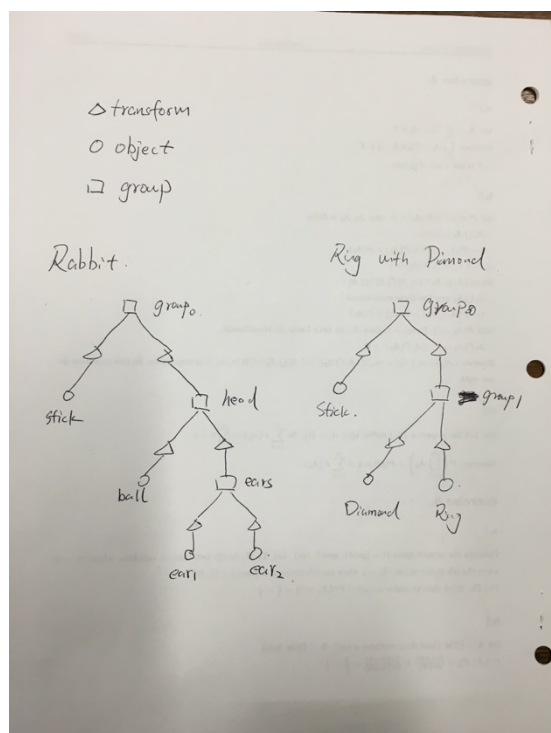 transform
object
group
Rabbit.
group0.
stick
head
ball
ears
ear1
ear2
Ring with Diamond
group0
Stick.
group1
Diamond
Ring